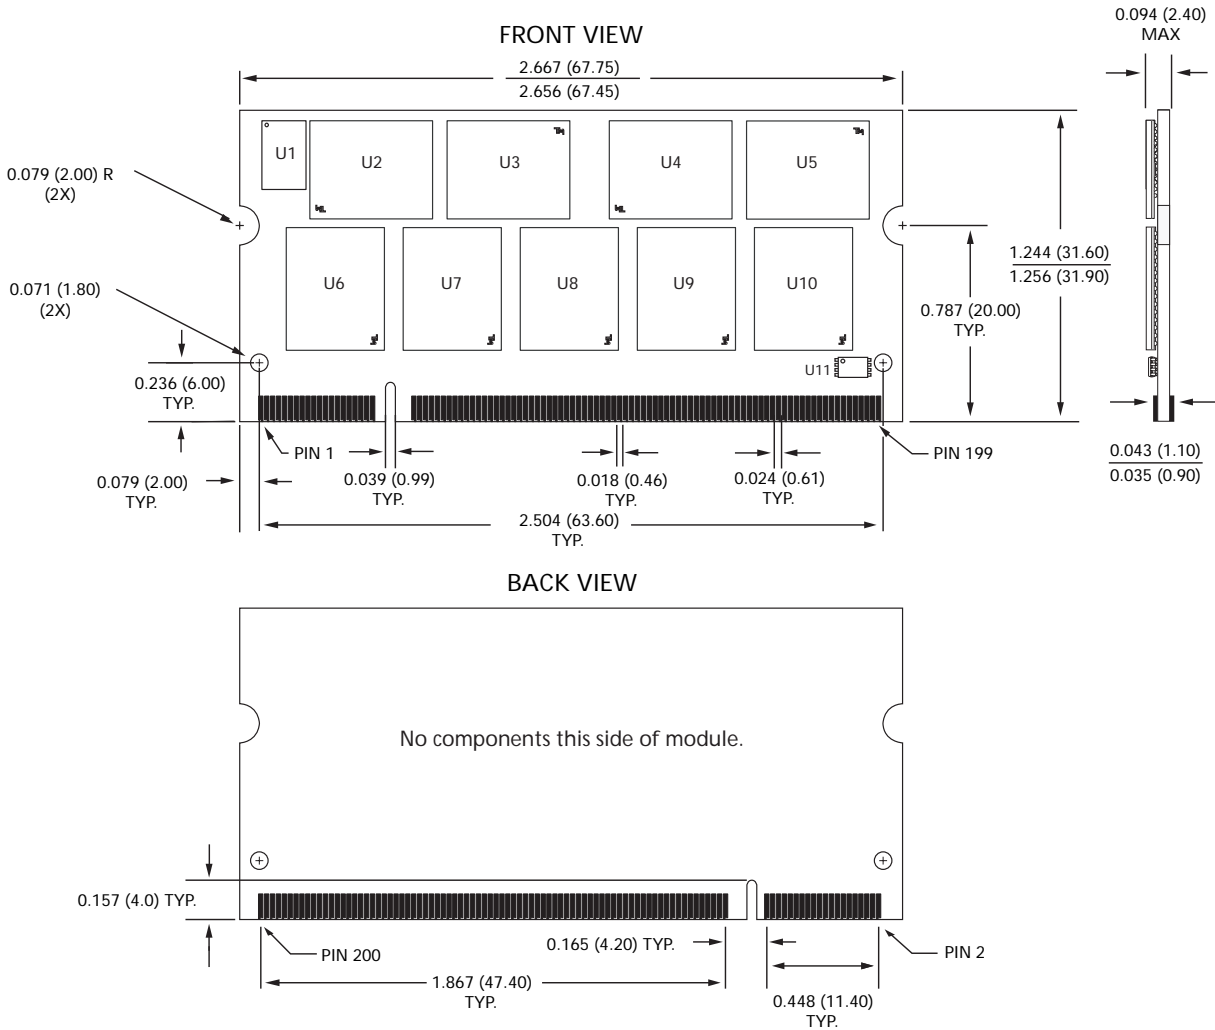 0.094 (2.40)
MAX
FRONT VIEW
2.667 (67.75)
2.656 (67.45)
U1
U2
U3
U4
U5
0.079 (2.00) R
(2X)
1.244 (31.60)
1.256 (31.90)
U6
U7
U8
U9
U10
0.071 (1.80)
(2X)
0.787 (20.00)
TYP.
U11
0.236 (6.00)
TYP.
PIN 1
PIN 199
0.043 (1.10)
0.035 (0.90)
0.079 (2.00)
TYP.
0.039 (0.99)
TYP.
0.018 (0.46)
TYP.
0.024 (0.61)
TYP.
2.504 (63.60)
TYP.
BACK VIEW
No components this side of module.
0.157 (4.0) TYP.
PIN 200
0.165 (4.20) TYP.
PIN 2
1.867 (47.40)
TYP.
0.448 (11.40)
TYP.